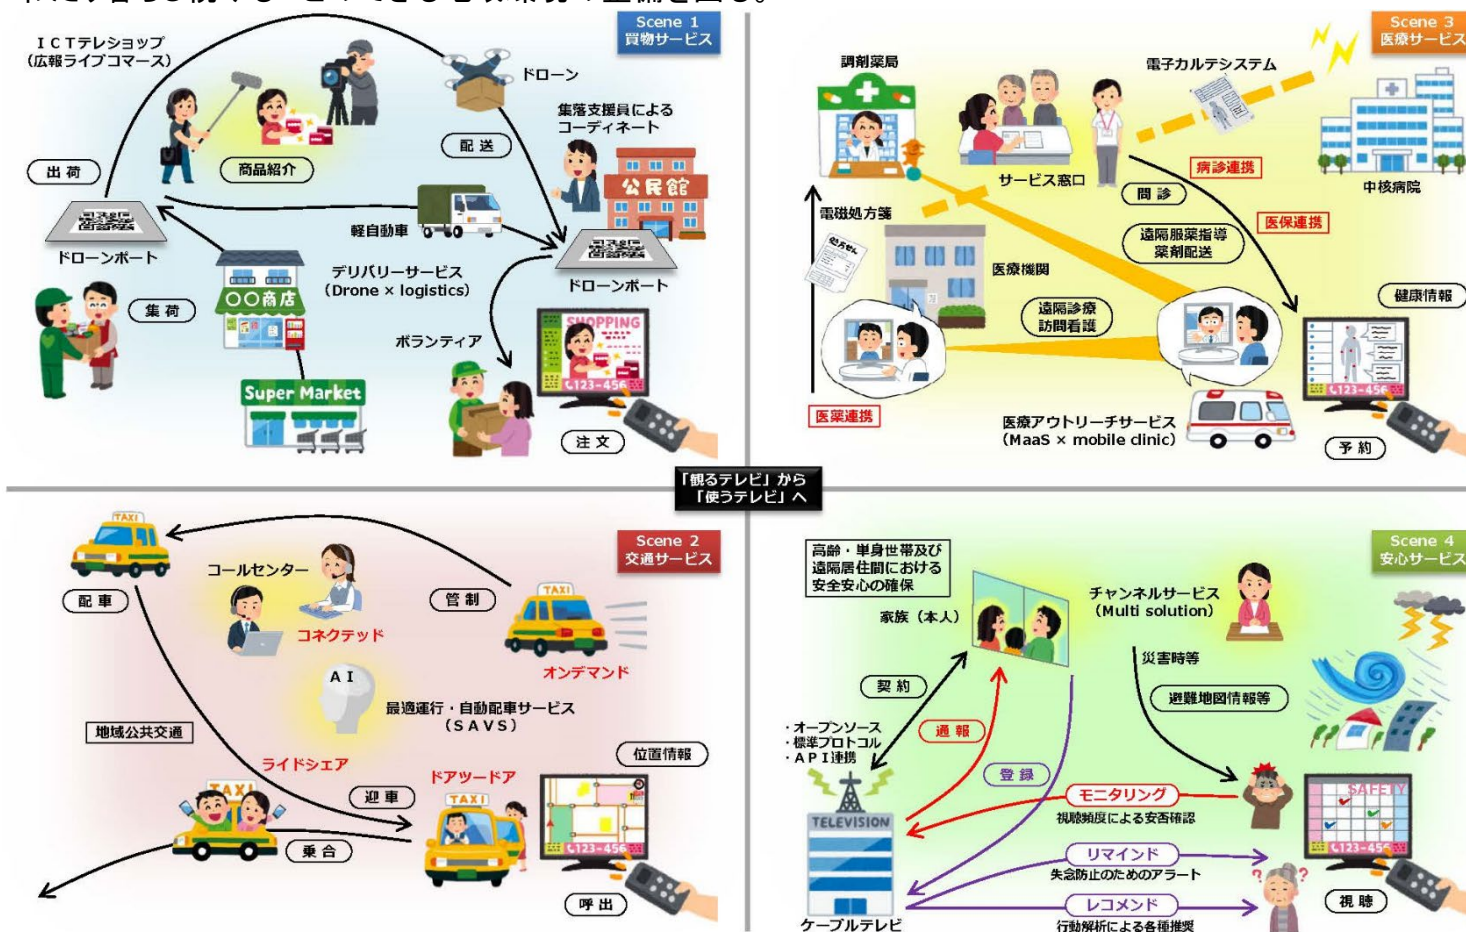 Scene 1
買物サービス
ICTテレショップ
(広報ライブコマース)
ドローン
集落支援員による
コーディネート
配送
出荷
商品紹介
公民館
軽自動車
ドローンポート
デリバリーサービス
(Drone × logistics)
ドローンポート
〇〇商店
集荷
ボランティア
SHOPPING
123-456
Super Market
注文
Scene 3
医療サービス
調剤薬局
電子カルテシステム
サービス窓口
病診連携
中核病院
問診
電磁処方箋
処方せん
医保連携
遠隔服薬指導
薬剤配送
医療機関
健康情報
遠隔診療
訪問看護
123-456
医薬連携
医療アウトリーチサービス
(MaaS × mobile clinic)
予約
「観るテレビ」から
「使うテレビ」へ
Scene 2
交通サービス
TAXI
コールセンター
配車
管制
TAXI
コネクテッド
オンデマンド
AI
最適運行・自動配車サービス
(SAVS)
地域公共交通
位置情報
ライドシェア
ドアツードア
TAXI
迎車
TAXI
乗合
123-456
呼出
Scene 4
安心サービス
高齢・単身世帯及び
遠隔居住間における
安全安心の確保
家族(本人)
チャンネルサービス
(Multi solution)
災害時等
契約
避難地図情報等
・オープンソース
・標準プロトコル
・API連携
通報
登録
モニタリング
視聴頻度による安否確認
SAFETY
TELEVISION
123-456
リマインド
失念防止のためのアラート
視聴
レコメンド
行動解析による各種推奨
ケーブルテレビ